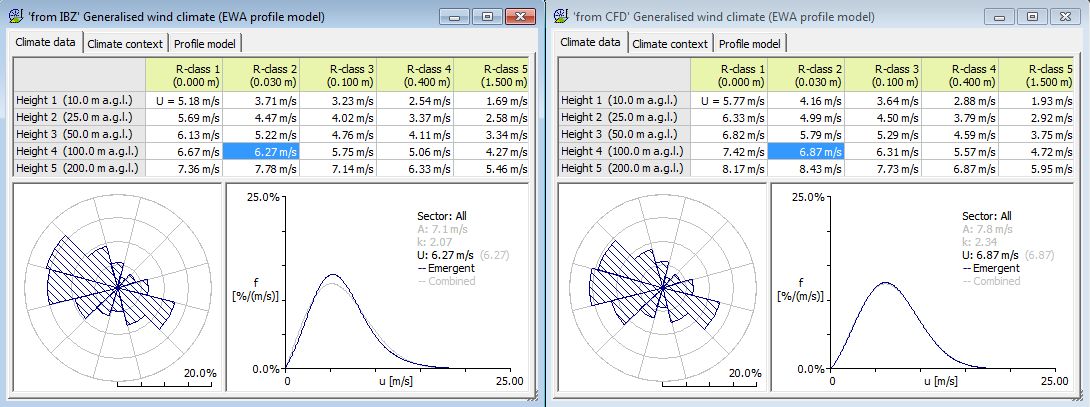 'from IBZ' Generalised wind climate (EWA profile model)
Climate data Climate context Profile model
R-class 1 R-class 2 R-class 3 R-class 4 R-class 5
(0.000 m) (0.030 m) (0.100 m) (0.400 m) (1.500 m)
Height 1 (10.0 m a.g.l.) U = 5.18 m/s 3.71 m/s 3.23 m/s 2.54 m/s 1.69 m/s
Height 2 (25.0 m a.g.l.) 5.69 m/s 4.47 m/s 4.02 m/s 3.37 m/s 2.58 m/s
Height 3 (50.0 m a.g.l.) 6.13 m/s 5.22 m/s 4.76 m/s 4.11 m/s 3.34 m/s
Height 4 (100.0 m a.g.l.) 6.67 m/s 6.27 m/s 5.75 m/s 5.06 m/s 4.27 m/s
Height 5 (200.0 m a.g.l.) 7.36 m/s 7.78 m/s 7.14 m/s 6.33 m/s 5.46 m/s
20.0%
25.0%
Sector: All
A: 7.1 m/s
k: 2.07
U: 6.27 m/s (6.27)
-- Emergent
-- Combined
f
[%/(m/s)]
0.0%
0 u [m/s] 25.00
'from CFD' Generalised wind climate (EWA profile model)
Climate data Climate context Profile model
R-class 1 R-class 2 R-class 3 R-class 4 R-class 5
(0.000 m) (0.030 m) (0.100 m) (0.400 m) (1.500 m)
Height 1 (10.0 m a.g.l.) U = 5.77 m/s 4.16 m/s 3.64 m/s 2.88 m/s 1.93 m/s
Height 2 (25.0 m a.g.l.) 6.33 m/s 4.99 m/s 4.50 m/s 3.79 m/s 2.92 m/s
Height 3 (50.0 m a.g.l.) 6.82 m/s 5.79 m/s 5.29 m/s 4.59 m/s 3.75 m/s
Height 4 (100.0 m a.g.l.) 7.42 m/s 6.87 m/s 6.31 m/s 5.57 m/s 4.72 m/s
Height 5 (200.0 m a.g.l.) 8.17 m/s 8.43 m/s 7.73 m/s 6.87 m/s 5.95 m/s
20.0%
25.0%
Sector: All
A: 7.8 m/s
k: 2.34
U: 6.87 m/s (6.87)
-- Emergent
-- Combined
f
[%/(m/s)]
0.0%
0 u [m/s] 25.00